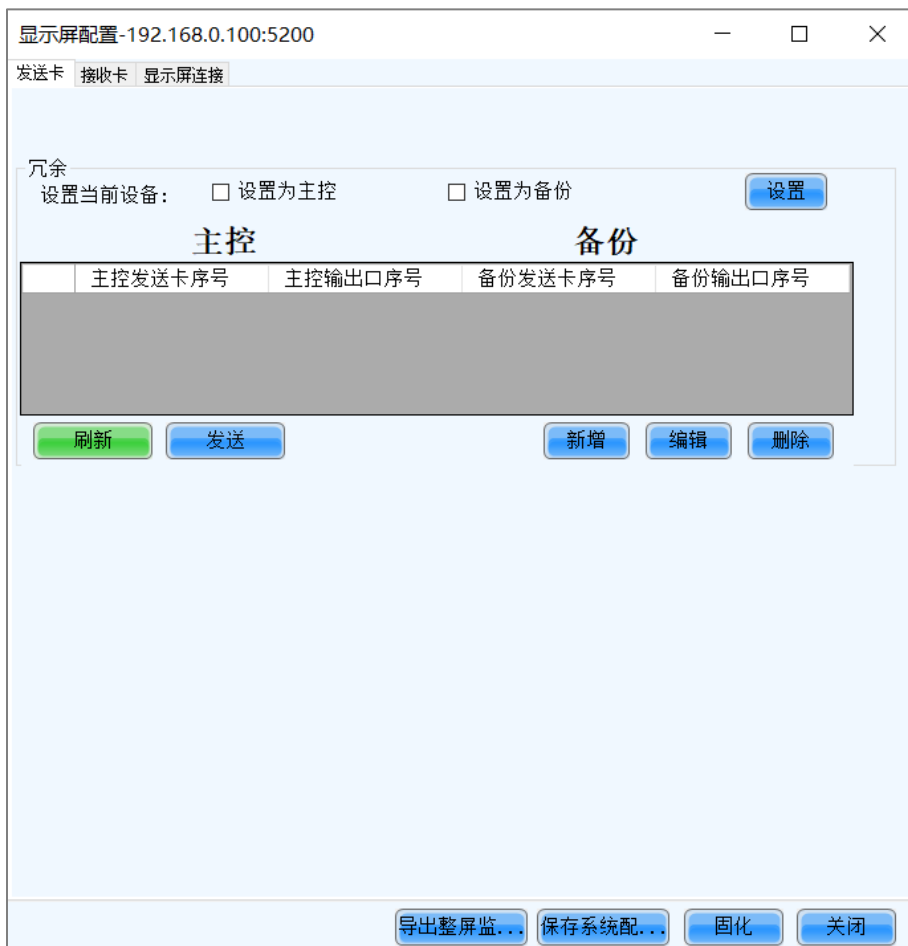 显示屏配置-192.168.0.100:5200
发送卡 接收卡 显示屏连接
冗余
设置当前设备: 设置为主控 设置为备份 设置
主控 备份
主控发送卡序号 主控输出口序号 备份发送卡序号 备份输出口序号
刷新 发送 新增 编辑 删除
导出整屏监... 保存系统配... 固化 关闭